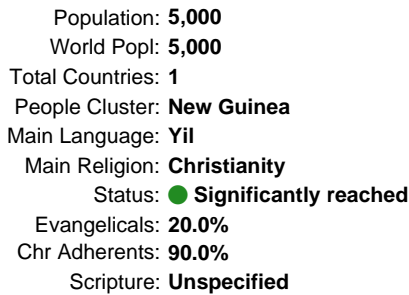 Population: 5,000
World Popl: 5,000
Total Countries: 1
People Cluster: New Guinea
Main Language: Yil
Main Religion: Christianity
Status: Significantly reached
Evangelicals: 20.0%
Chr Adherents: 90.0%
Scripture: Unspecified